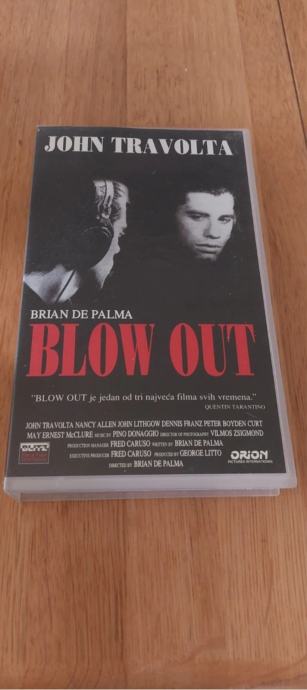 JOHN TRAVOLTA
BRIAN DE PALMA
BLOW OUT
"BLOW OUT je jedan od tri najveća filma svih vremena."
QUENTIN TARANTINO
JOHN TRAVOLTA NANCY ALLEN JOHN LITHGOW DENNIS FRANZ PETER BOYDEN CURT
MAY ERNEST McCLURE MUSIC BY PINO DONAGGIO DIRECTOR OF PHOTOGRAPHY VILMOS ZSIGMOND
PRODUCTION MANAGER FRED CARUSO WRITTEN BY BRIAN DE PALMA
EXECUTIVE PRODUCER FRED CARUSO PRODUCED BY GEORGE LITTO
DIRECTED BY BRIAN DE PALMA
ORION
PICTURES INTERNATIONAL